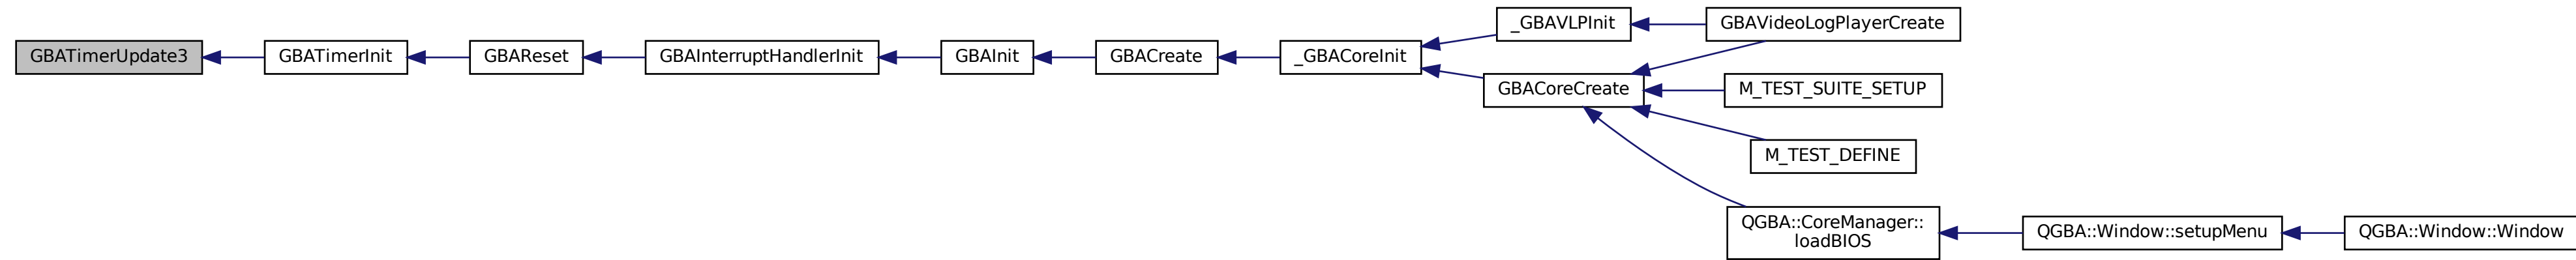 GBATimerUpdate3
GBATimerInit
GBAReset
GBAInterruptHandlerInit
GBAInit
GBACreate
_GBACoreInit
_GBAVLPInit
GBAVideoLogPlayerCreate
GBACoreCreate
M_TEST_SUITE_SETUP
M_TEST_DEFINE
QGBA::CoreManager::
loadBIOS
QGBA::Window::setupMenu
QGBA::Window::Window